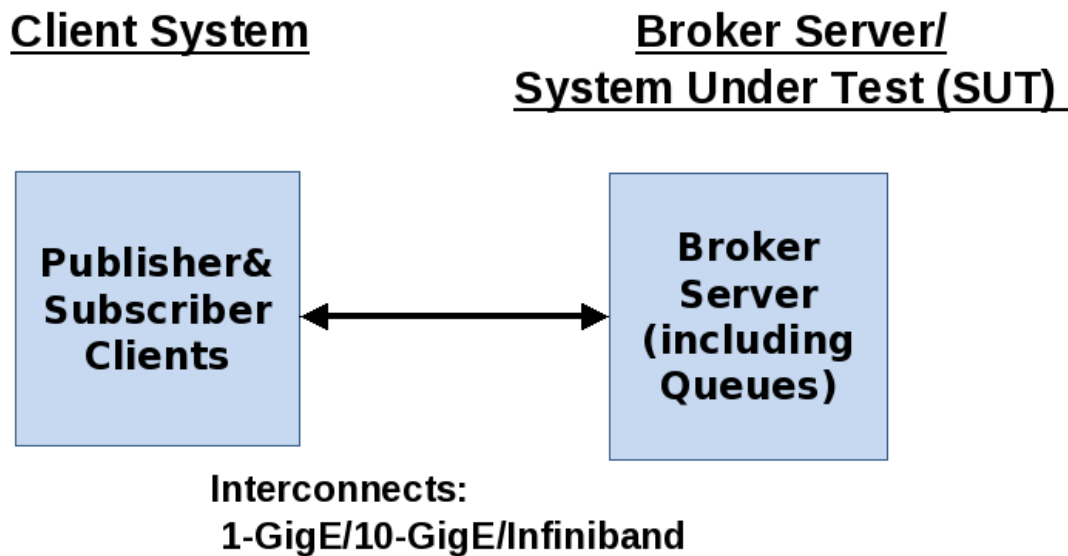 Client System
Broker Server/
System Under Test (SUT)
Publisher&
Subscriber
Clients
Broker
Server
(including
Queues)
Interconnects:
1-GigE/10-GigE/Infiniband